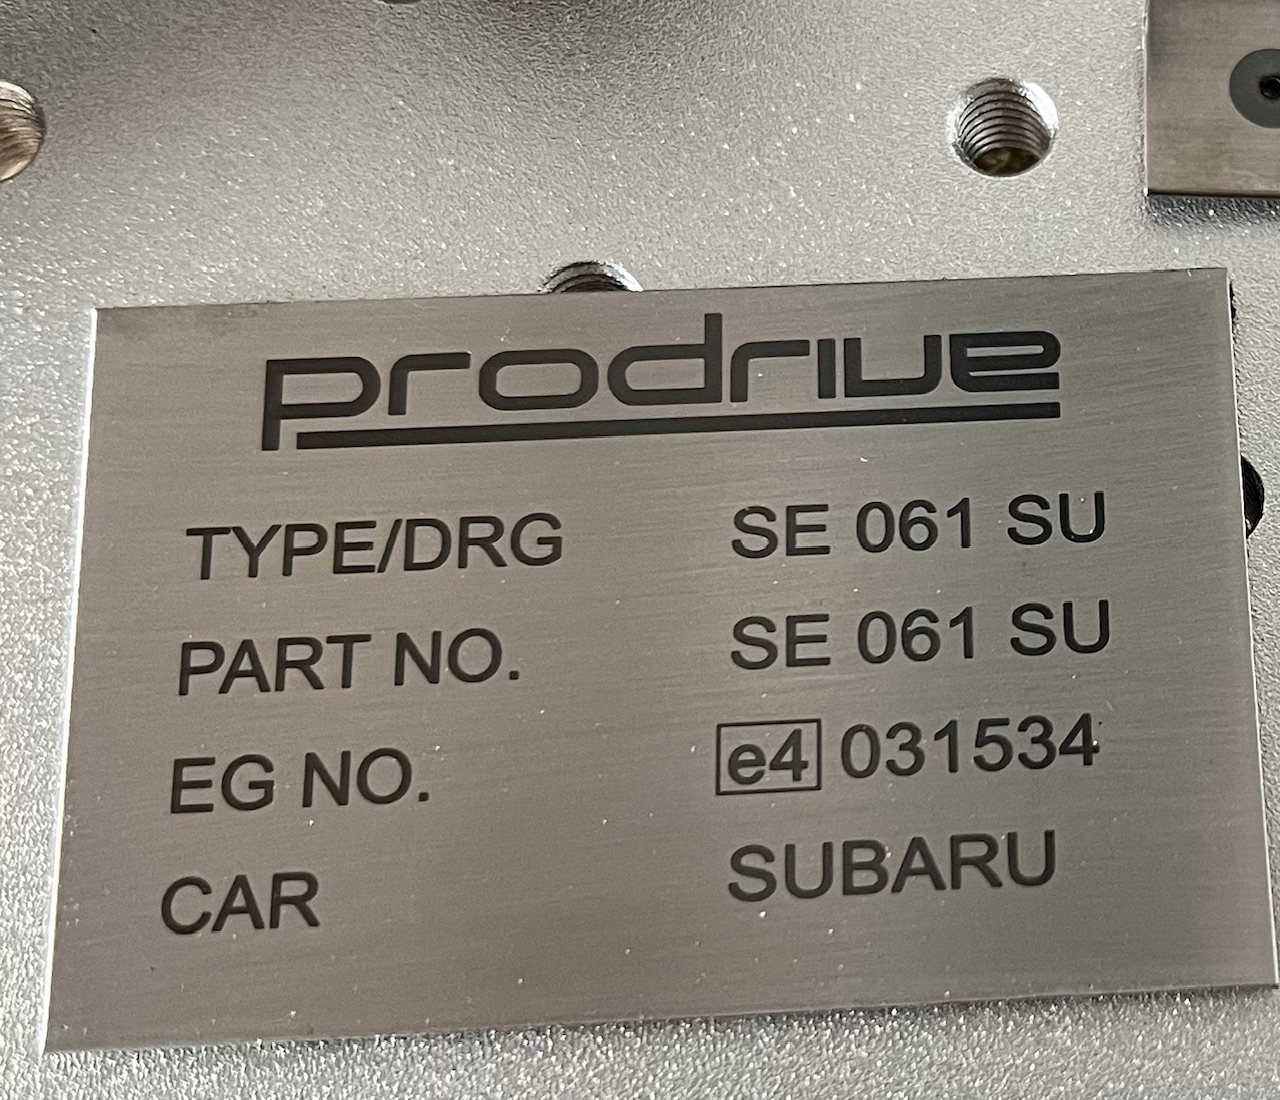 prodrive
TYPE/DRG SE 061 SU
PART NO. SE 061 SU
EG NO. e4 031534
CAR SUBARU